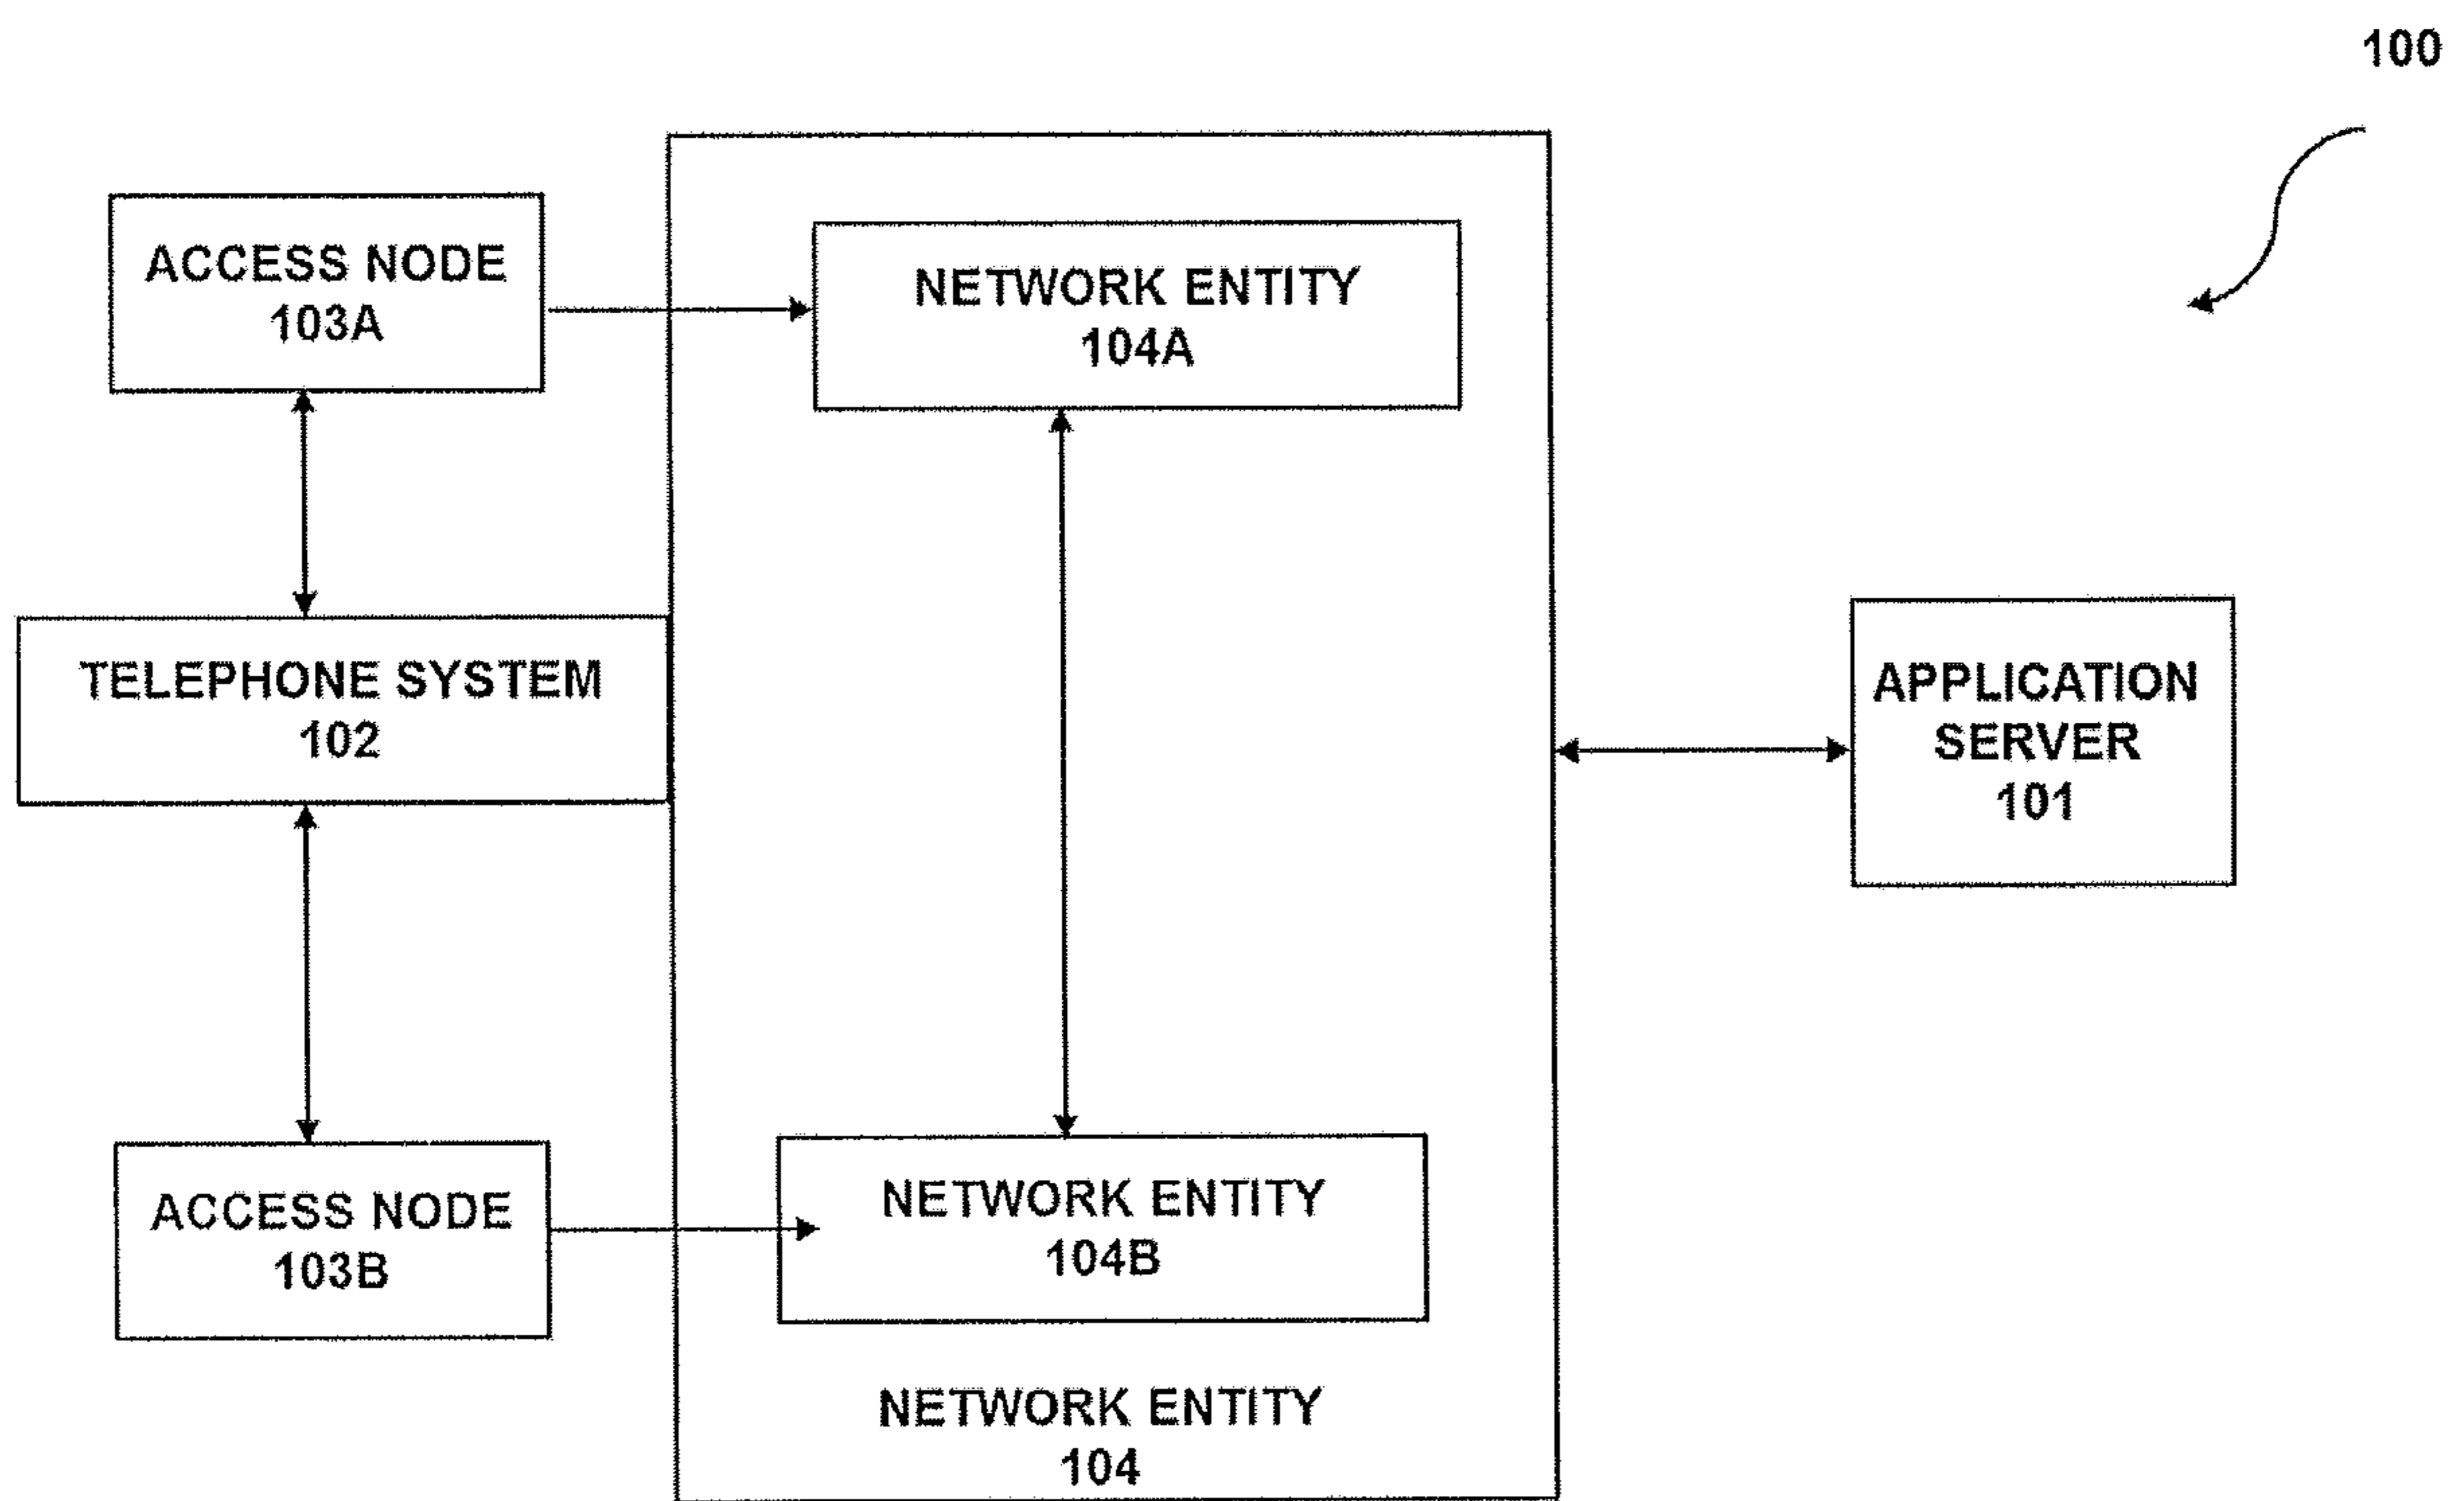 100
ACCESS NODE
103A
NETWORK ENTITY
104A
TELEPHONE SYSTEM
102
APPLICATION
SERVER
101
ACCESS NODE
103B
NETWORK ENTITY
104B
NETWORK ENTITY
104